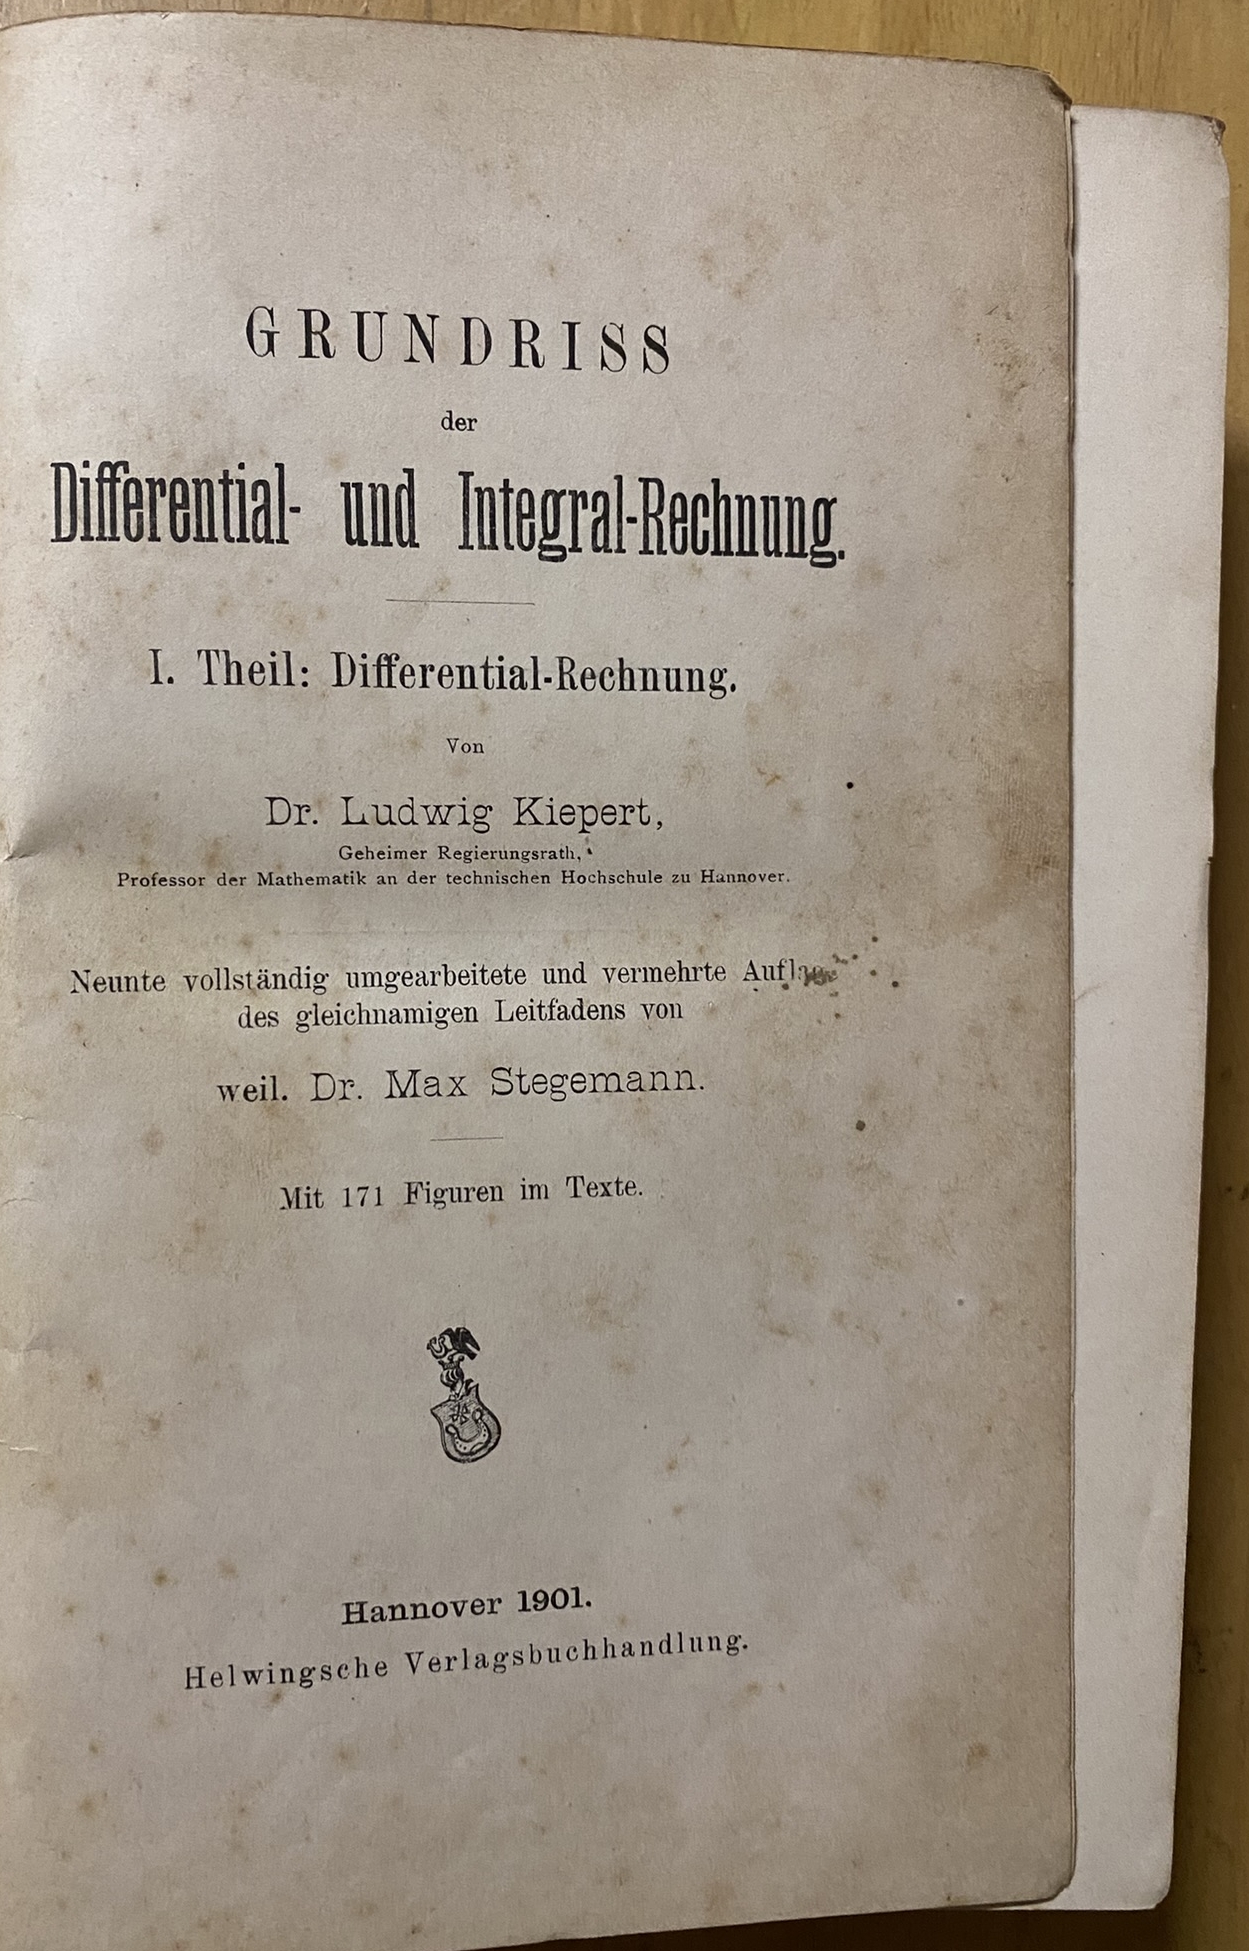 GRUNDRISS
der
Differential- und Integral-Rechnung.
I. Theil: Differential-Rechnung.
Von
Dr. Ludwig Kiepert,
Geheimer Regierungsrath,
Professor der Mathematik an der technischen Hochschule zu Hannover.
Neunte vollständig umgearbeitete und vermehrte Auflage
des gleichnamigen Leitfadens von
weil. Dr. Max Stegemann.
Mit 171 Figuren im Texte.
Hannover 1901.
Helwingsche Verlagsbuchhandlung.